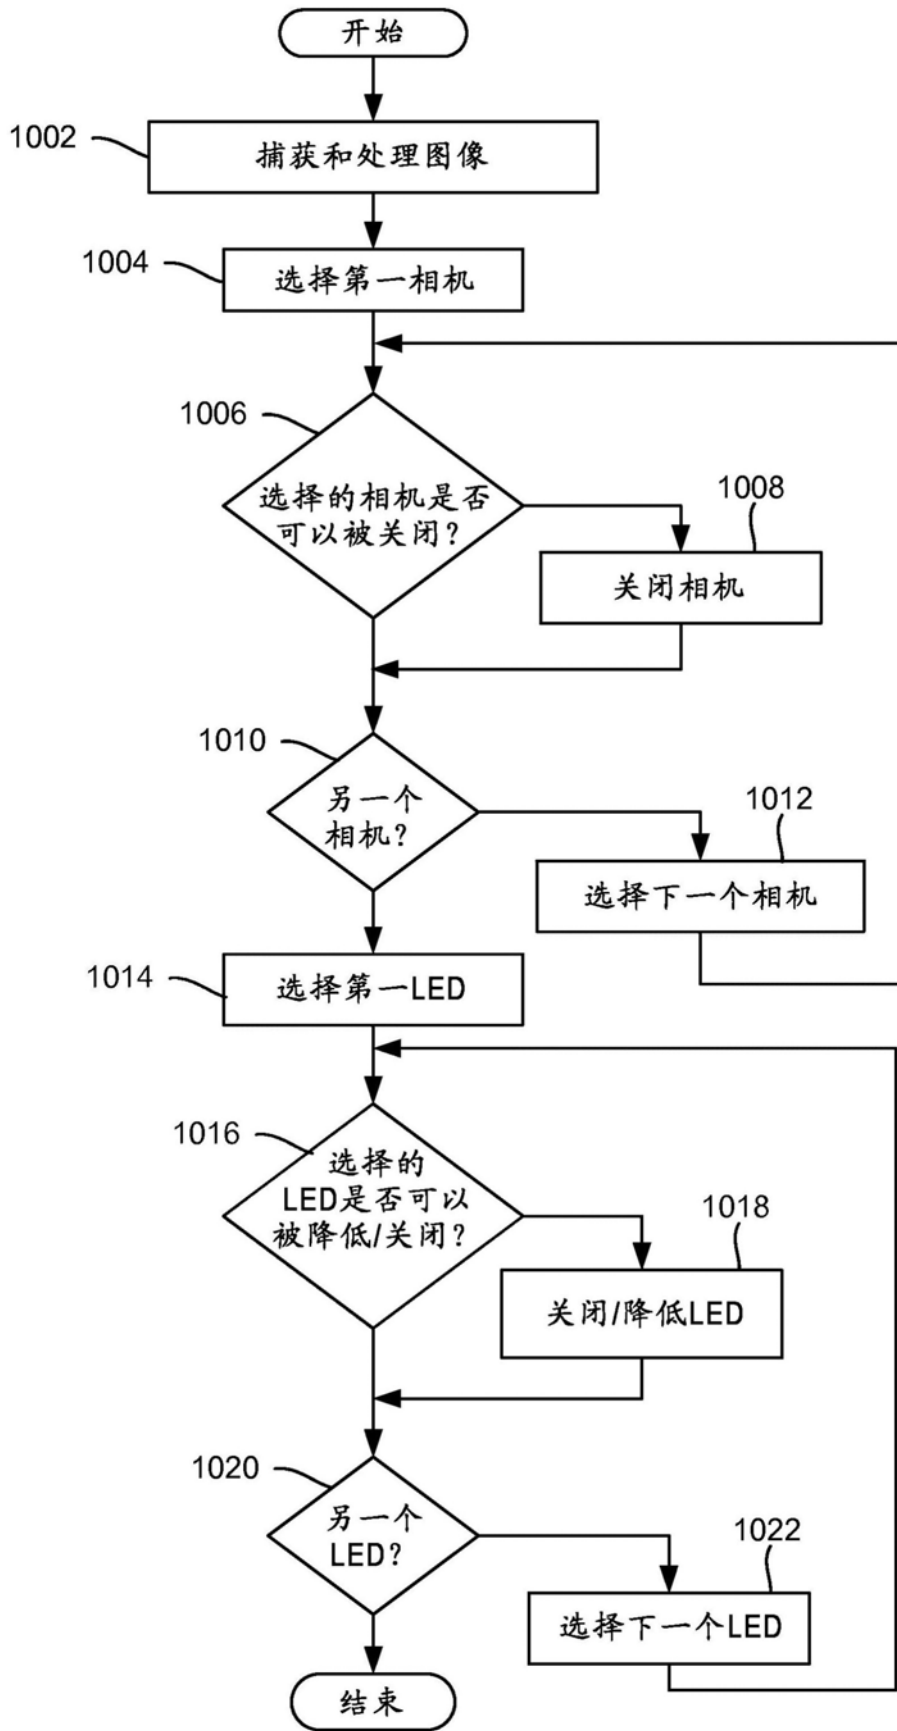 开始
1002
捕获和处理图像
1004
选择第一相机
1006
选择的相机是否
可以被关闭?
1008
关闭相机
1010
另一个
相机?
1012
选择下一个相机
1014
选择第一LED
1016
选择的
LED是否可以
被降低/关闭?
1018
关闭/降低LED
1020
另一个
LED?
1022
选择下一个LED
结束